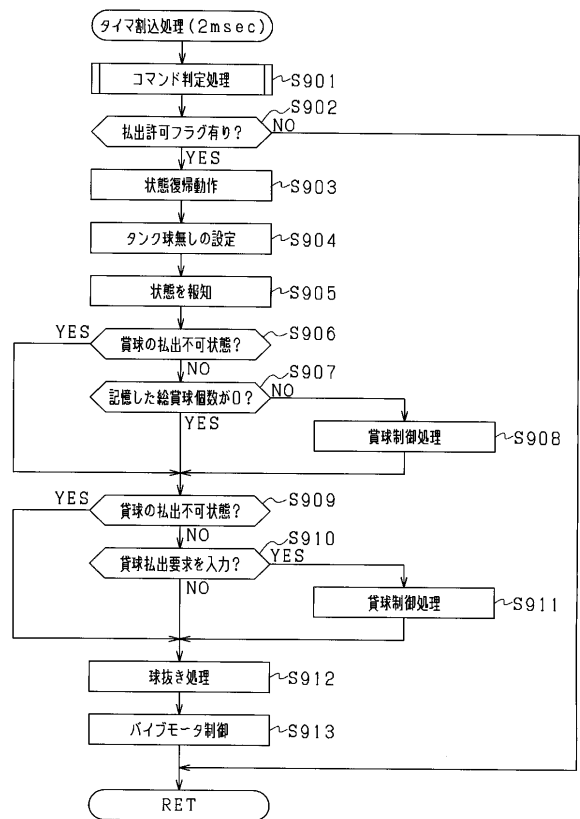 タイマ割込処理(2msec)
コマンド判定処理
S901
S902
払出許可フラグ有り?
NO
YES
状態復帰動作
S903
タンク球無しの設定
S904
状態を報知
S905
YES
S906
賞球の払出不可状態?
NO
S907
記憶した総賞球個数が0?
NO
YES
賞球制御処理
S908
YES
S909
貸球の払出不可状態?
NO
S910
貸球払出要求を入力?
YES
NO
貸球制御処理
S911
球抜き処理
S912
バイブモータ制御
S913
RET